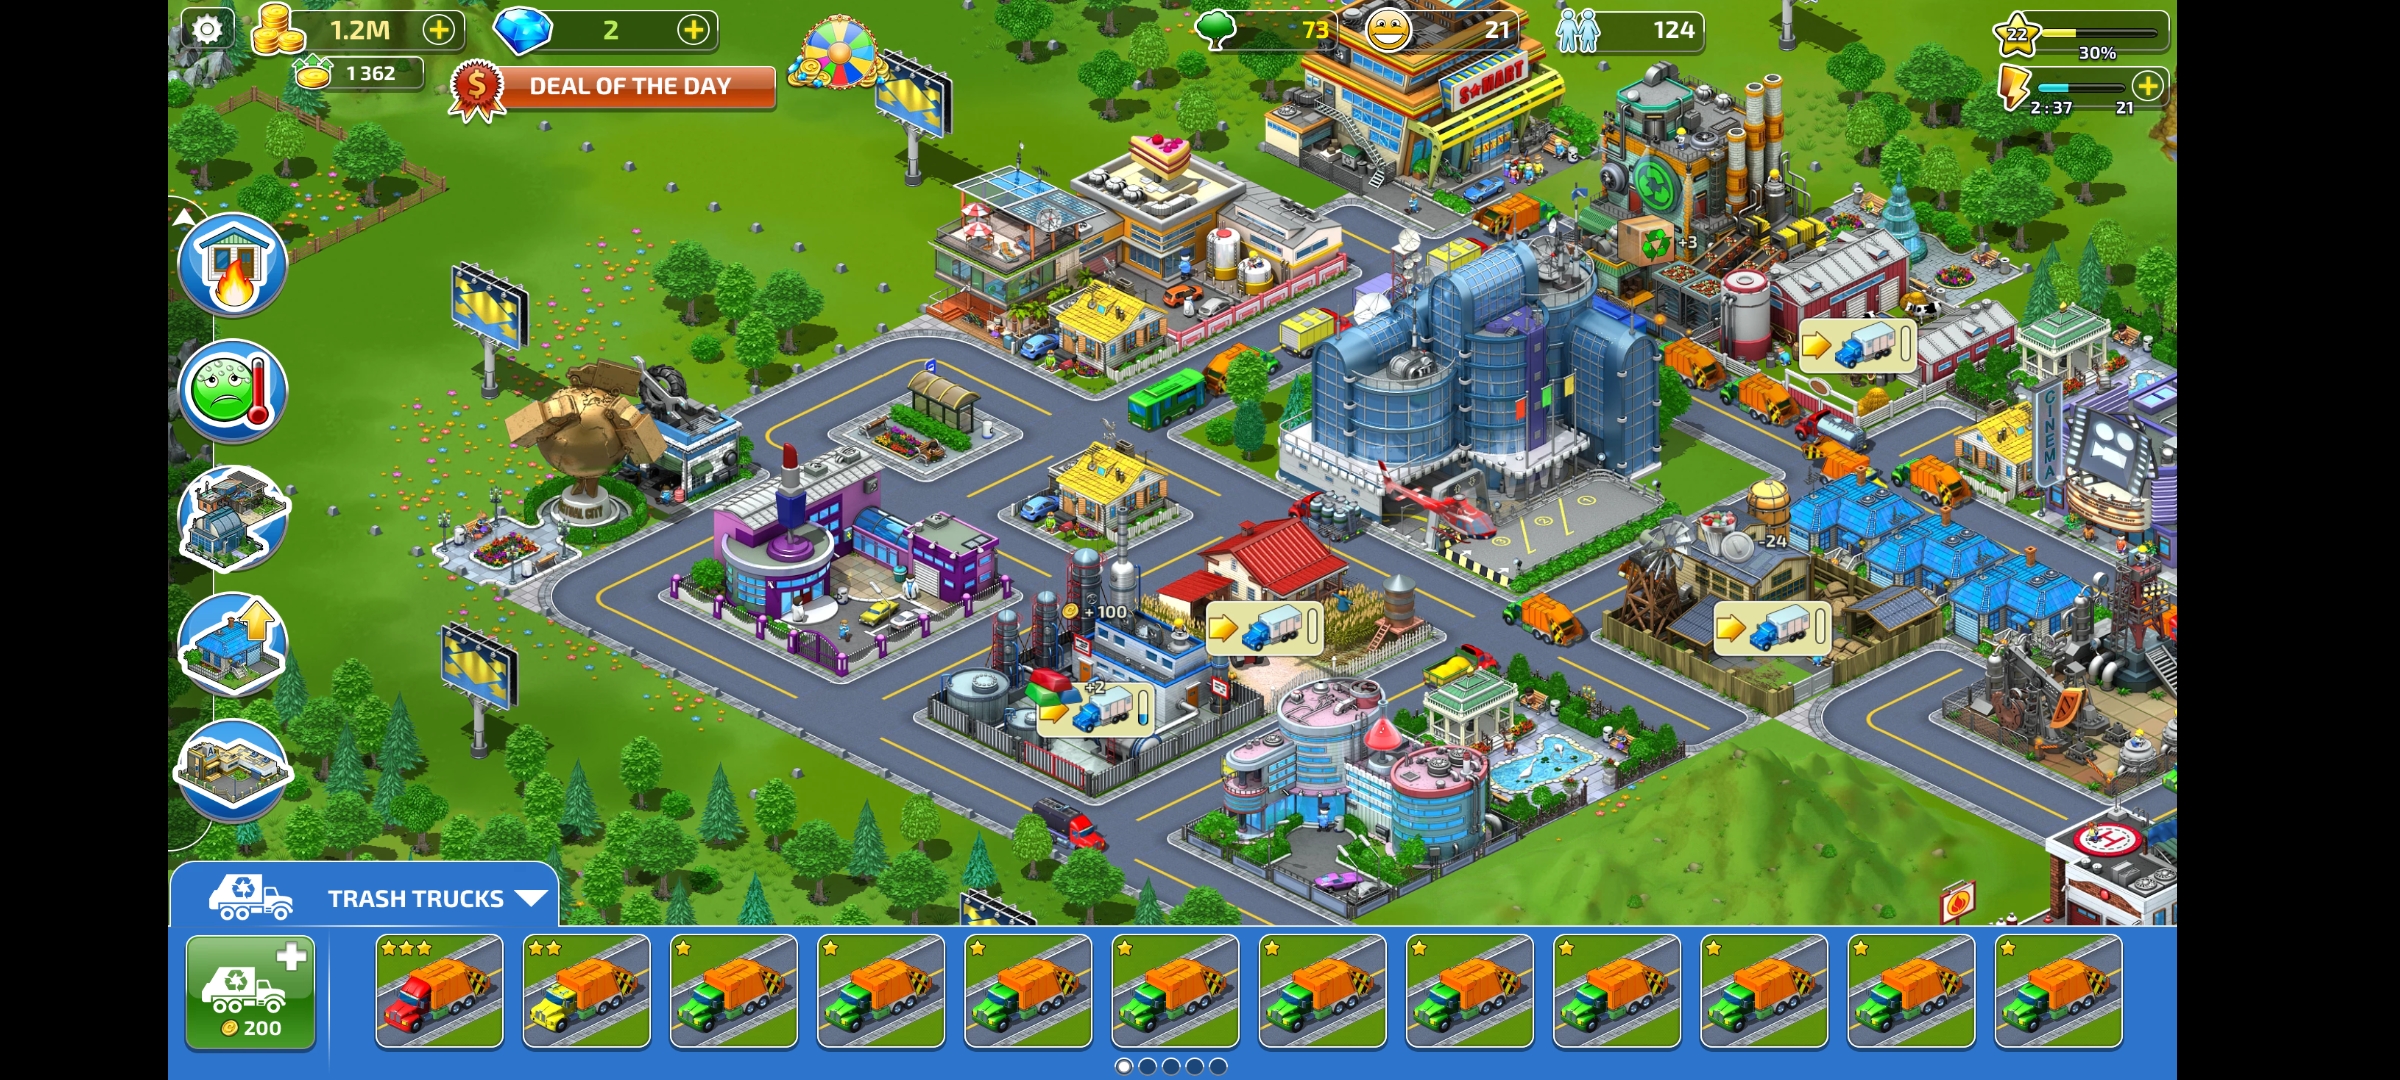 1.2M
2
73
21
124
22
30%
1 362
DEAL OF THE DAY
2:37
21
S★MART
+3
CINEMA
-24
+100
+2
TRASH TRUCKS
200